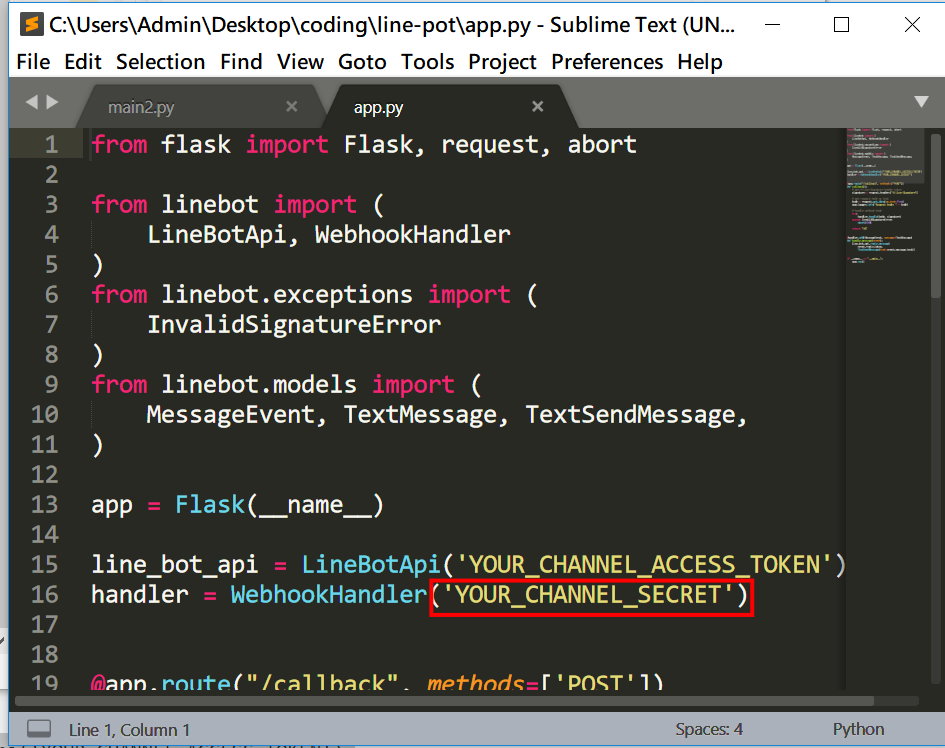 C:\Users\Admin\Desktop\coding\line-pot\app.py - Sublime Text (UN...
File Edit Selection Find View Goto Tools Project Preferences Help
main2.py app.py
1 from flask import Flask, request, abort
2
3 from linebot import (
4     LineBotApi, WebhookHandler
5 )
6 from linebot.exceptions import (
7     InvalidSignatureError
8 )
9 from linebot.models import (
10     MessageEvent, TextMessage, TextSendMessage,
11 )
12
13 app = Flask(__name__)
14
15 line_bot_api = LineBotApi('YOUR_CHANNEL_ACCESS_TOKEN')
16 handler = WebhookHandler('YOUR_CHANNEL_SECRET')
17
18
19 @app.route("/callback", methods=['POST'])
Line 1, Column 1 Spaces: 4 Python